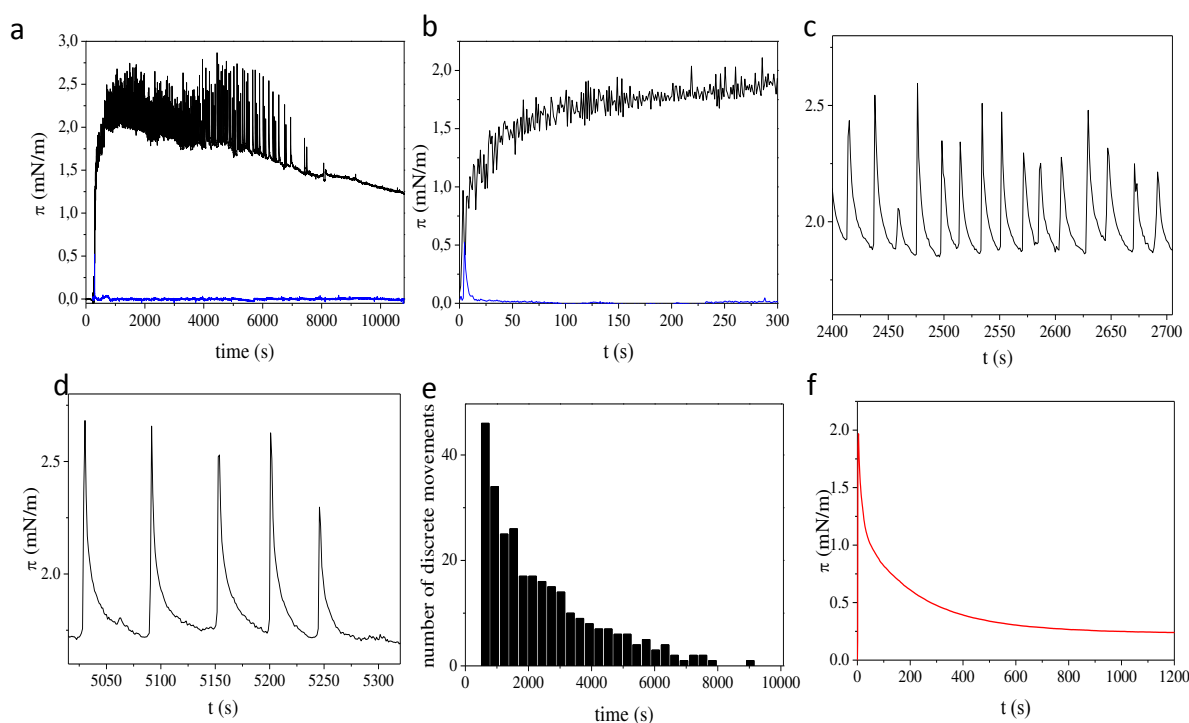 a
3,0
2,5
2,0
1,5
1,0
0,5
0,0
π (mN/m)
0 2000 4000 6000 8000 10000
time (s)
b
2,0
1,5
1,0
0,5
0,0
π (mN/m)
0 50 100 150 200 250 300
t (s)
c
2,5
2,0
π (mN/m)
2400 2450 2500 2550 2600 2650 2700
t (s)
d
2,5
2,0
π (mN/m)
5050 5100 5150 5200 5250 5300
t (s)
e
40
20
0
number of discrete movements
0 2000 4000 6000 8000 10000
time (s)
f
2,0
1,5
1,0
0,5
0,0
π (mN/m)
0 200 400 600 800 1000 1200
t (s)